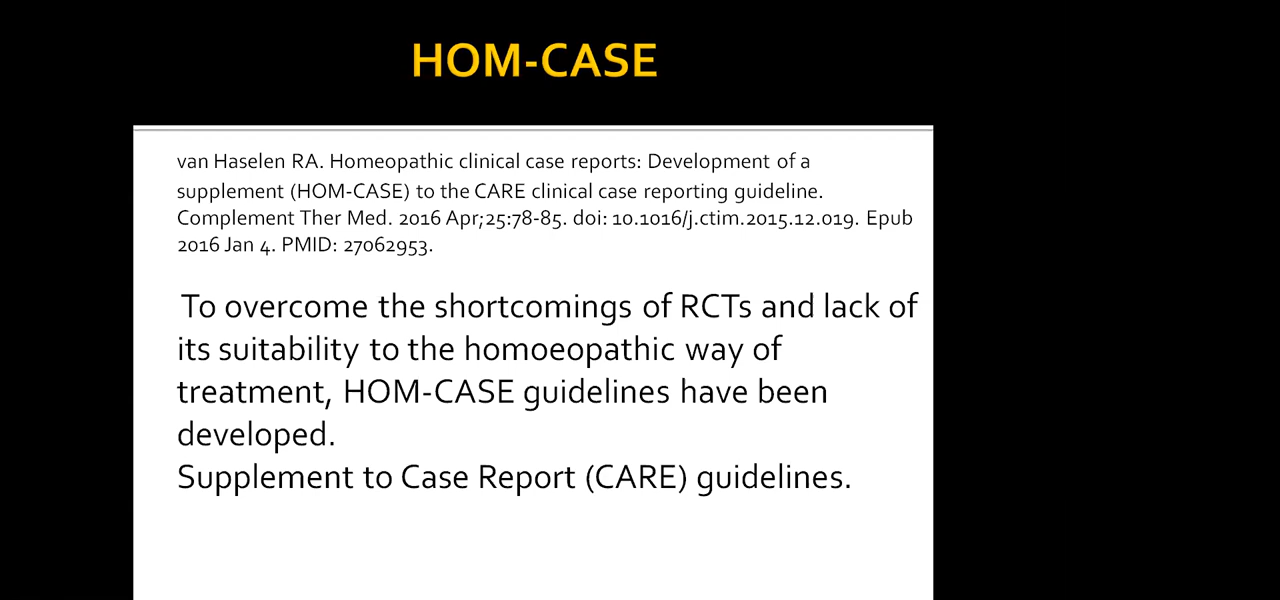 HOM-CASE
van Haselen RA. Homeopathic clinical case reports: Development of a
supplement (HOM-CASE) to the CARE clinical case reporting guideline.
Complement Ther Med. 2016 Apr;25:78-85. doi: 10.1016/j.ctim.2015.12.019. Epub
2016 Jan 4. PMID: 27062953.
To overcome the shortcomings of RCTs and lack of
its suitability to the homoeopathic way of
treatment, HOM-CASE guidelines have been
developed.
Supplement to Case Report (CARE) guidelines.